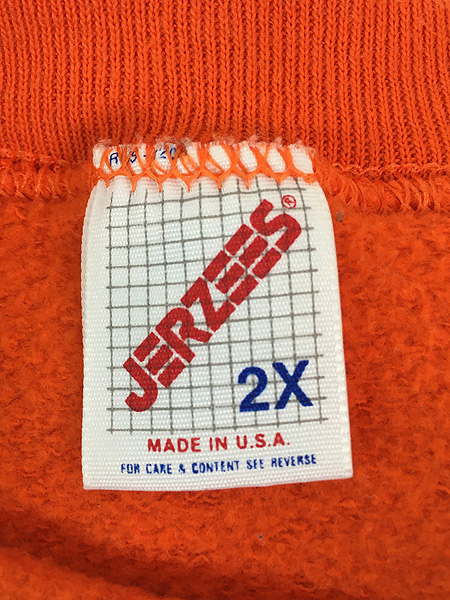 JERZEES®
2X
MADE IN U.S.A.
FOR CARE & CONTENT SEE REVERSE